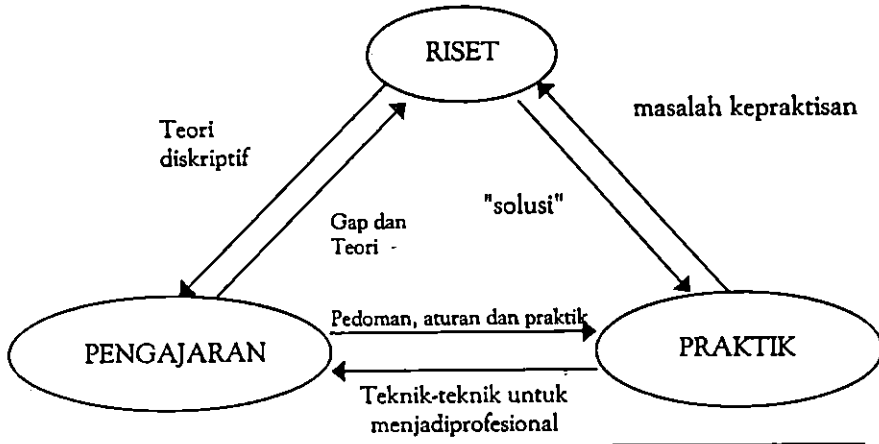 RISET
masalah kepraktisan
Teori
diskriptif
"solusi"
Gap dan
Teori -
Pedoman, aturan dan praktik
PENGAJARAN
PRAKTIK
Teknik-teknik untuk
menjadiprofesional